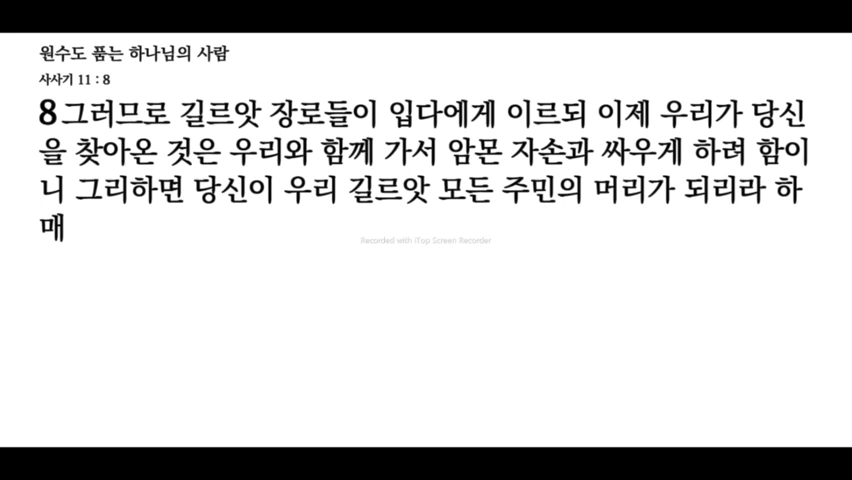 원수도 품는 하나님의 사람
사사기 11 : 8
8그러므로 길르앗 장로들이 입다에게 이르되 이제 우리가 당신
을 찾아온 것은 우리와 함께 가서 암몬 자손과 싸우게 하려 함이
니 그리하면 당신이 우리 길르앗 모든 주민의 머리가 되리라 하
매
Recorded with iTop Screen Recorder